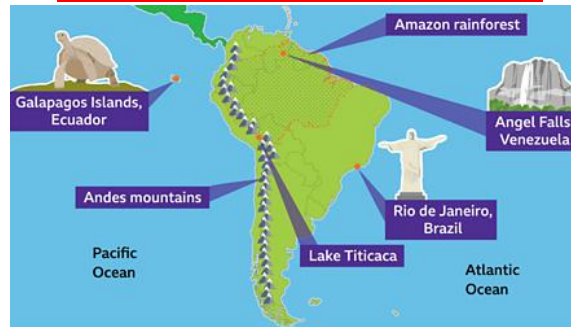 Amazon rainforest
Galapagos Islands,
Ecuador
Angel Falls
Venezuela
Andes mountains
Rio de Janeiro,
Brazil
Lake Titicaca
Pacific
Ocean
Atlantic
Ocean